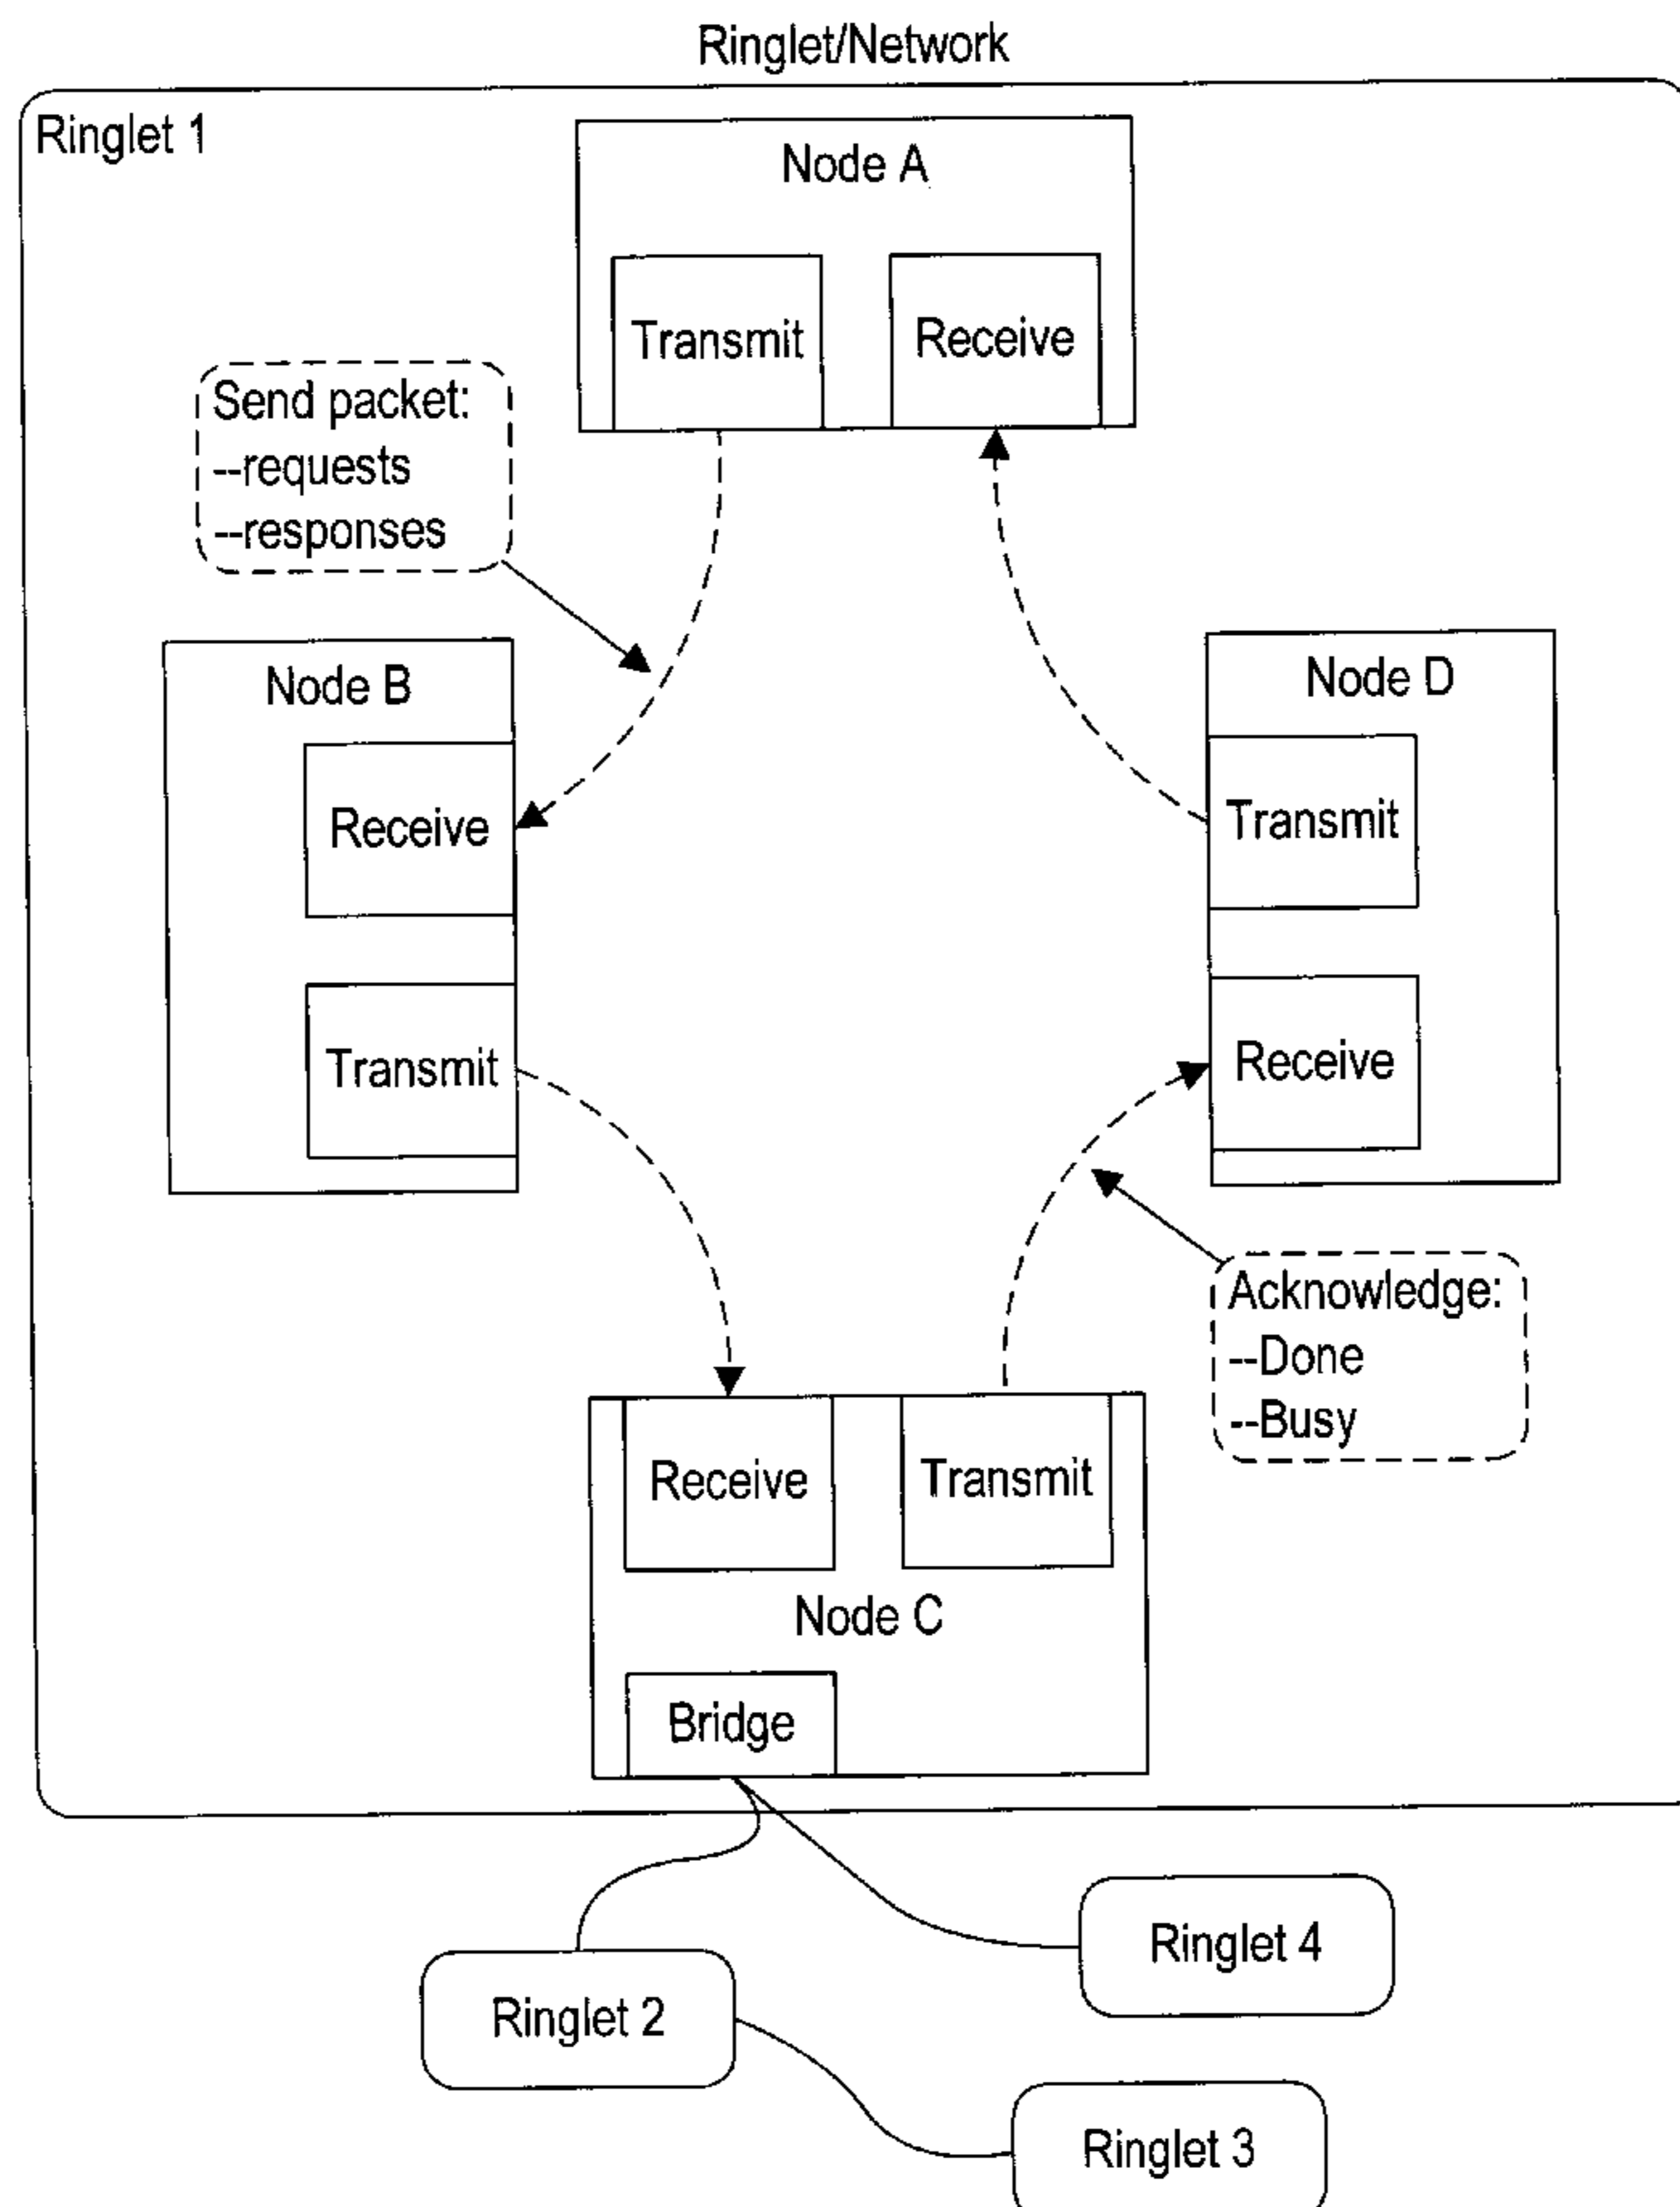 Ringlet/Network
Ringlet 1
Node A
Transmit
Receive
Send packet:
--requests
--responses
Node B
Receive
Transmit
Node D
Transmit
Receive
Acknowledge:
--Done
--Busy
Receive
Transmit
Node C
Bridge
Ringlet 4
Ringlet 2
Ringlet 3